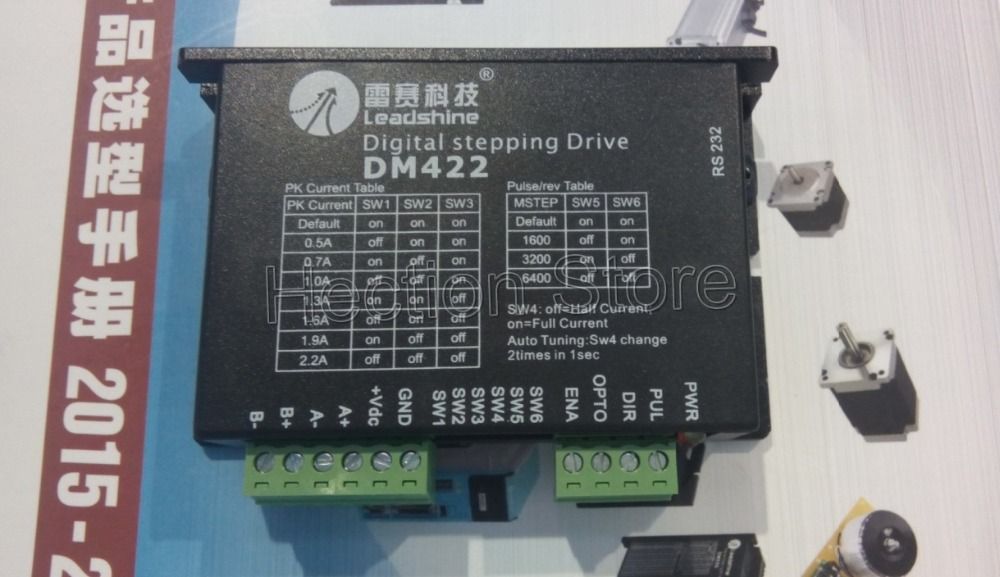 产品选型手册 2015-2
雷赛科技®
Leadshine
Digital stepping Drive
DM422
RS232
PK Current Table
PK Current SW1 SW2 SW3
Default on on on
0.5A off on on
0.7A on off on
1.0A off off on
1.3A on on off
1.6A off on off
1.9A on off off
2.2A off off off
Pulse/rev Table
MSTEP SW5 SW6
Default on on
1600 off on
3200 on off
6400 off off
SW4: off=Half Current,
on=Full Current
Auto Tuning:Sw4 change
2times in 1sec
Hection Store
B- B+ A- A+ +Vdc GND SW1 SW2 SW3 SW4 SW5 SW6 ENA OPTO DIR PUL PWR